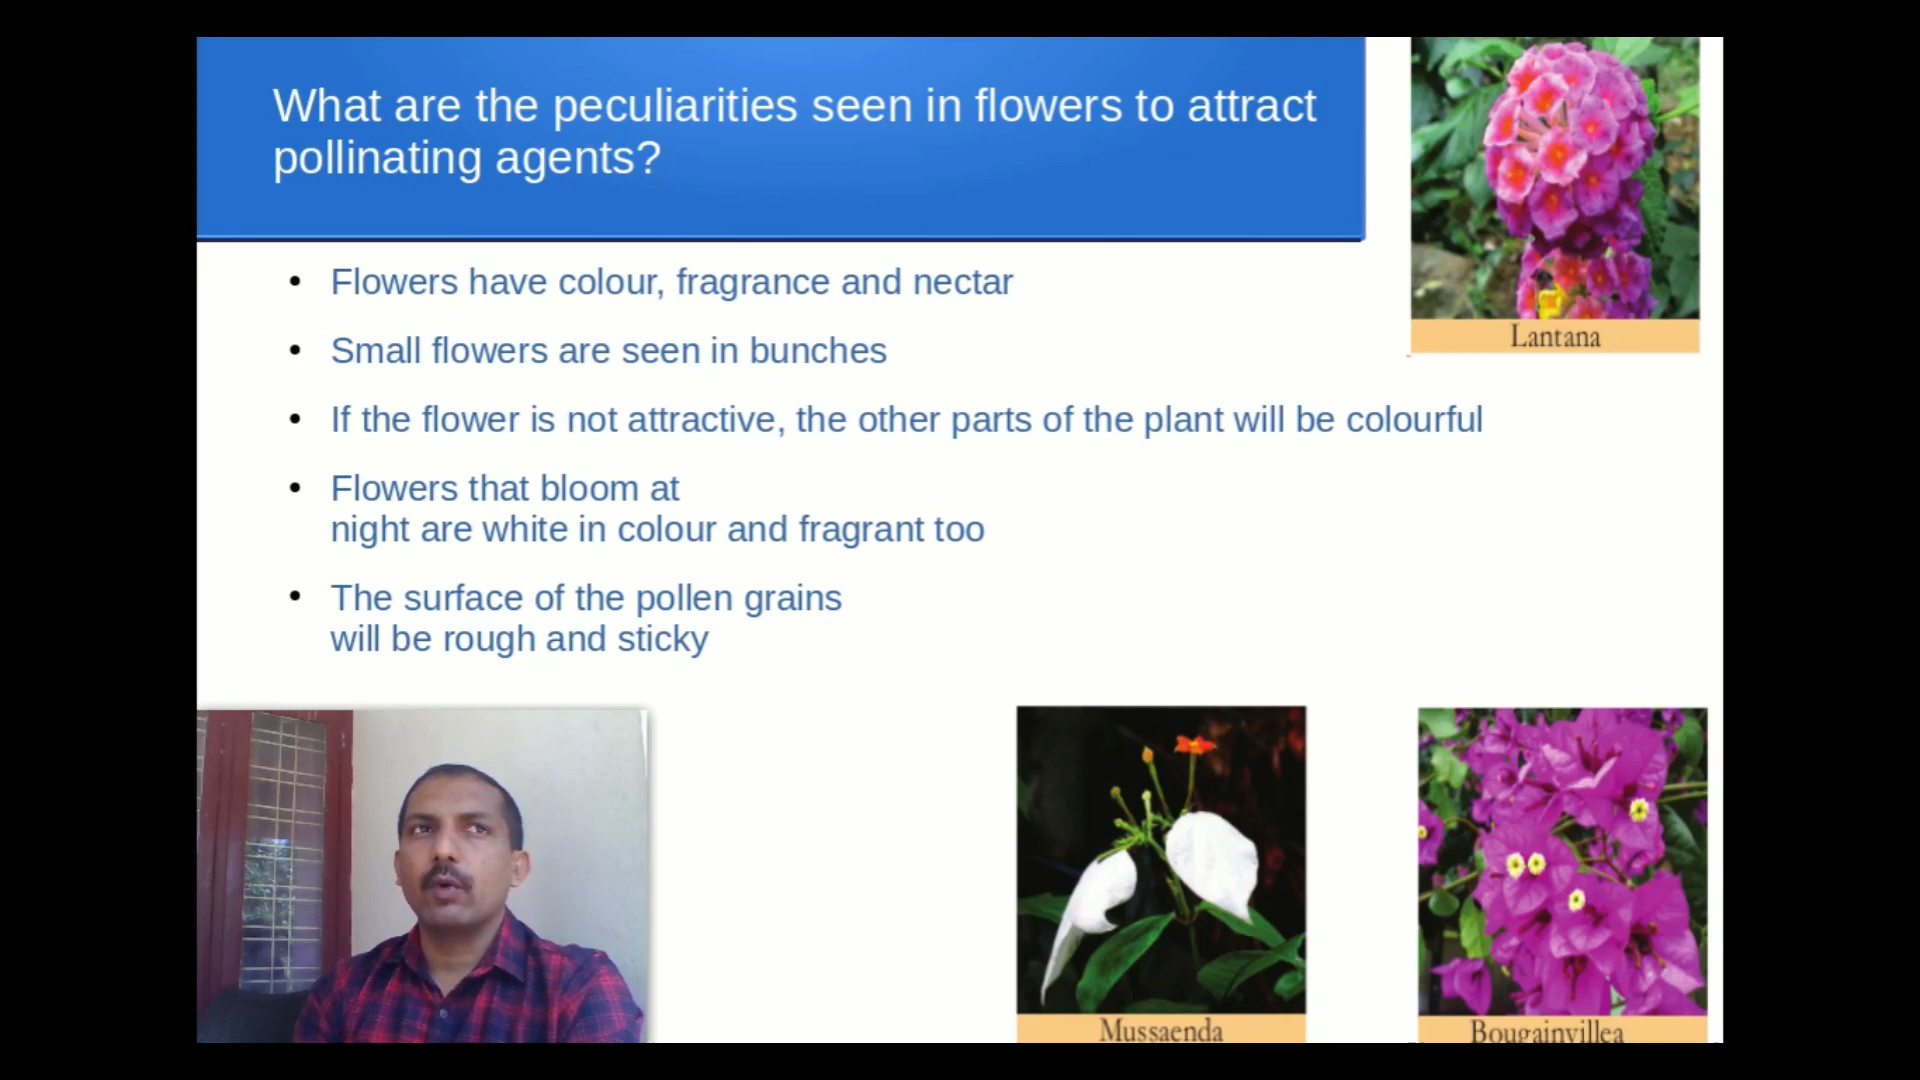 What are the peculiarities seen in flowers to attract
pollinating agents?
Lantana
• Flowers have colour, fragrance and nectar
• Small flowers are seen in bunches
• If the flower is not attractive, the other parts of the plant will be colourful
• Flowers that bloom at
night are white in colour and fragrant too
• The surface of the pollen grains
will be rough and sticky
Mussaenda
Bougainvillea